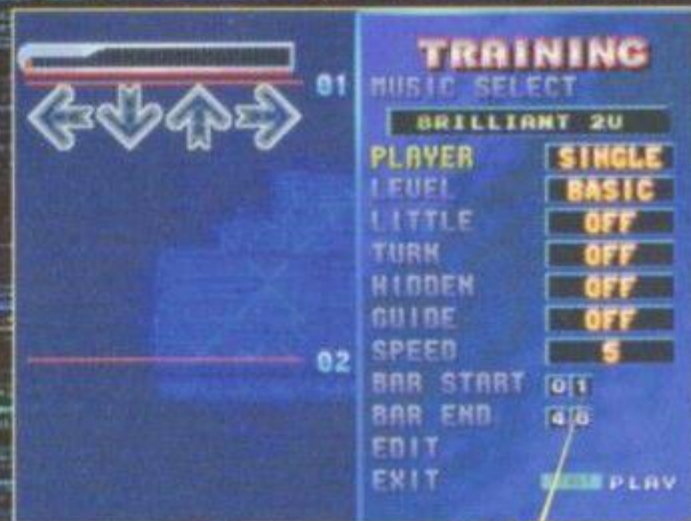 TRAINING
01
MUSIC SELECT
BRILLIANT 2U
PLAYER SINGLE
LEVEL BASIC
LITTLE OFF
TURN OFF
HIDDEN OFF
GUIDE OFF
SPEED 5
02
BAR START 01
BAR END 46
EDIT
EXIT
PLAY